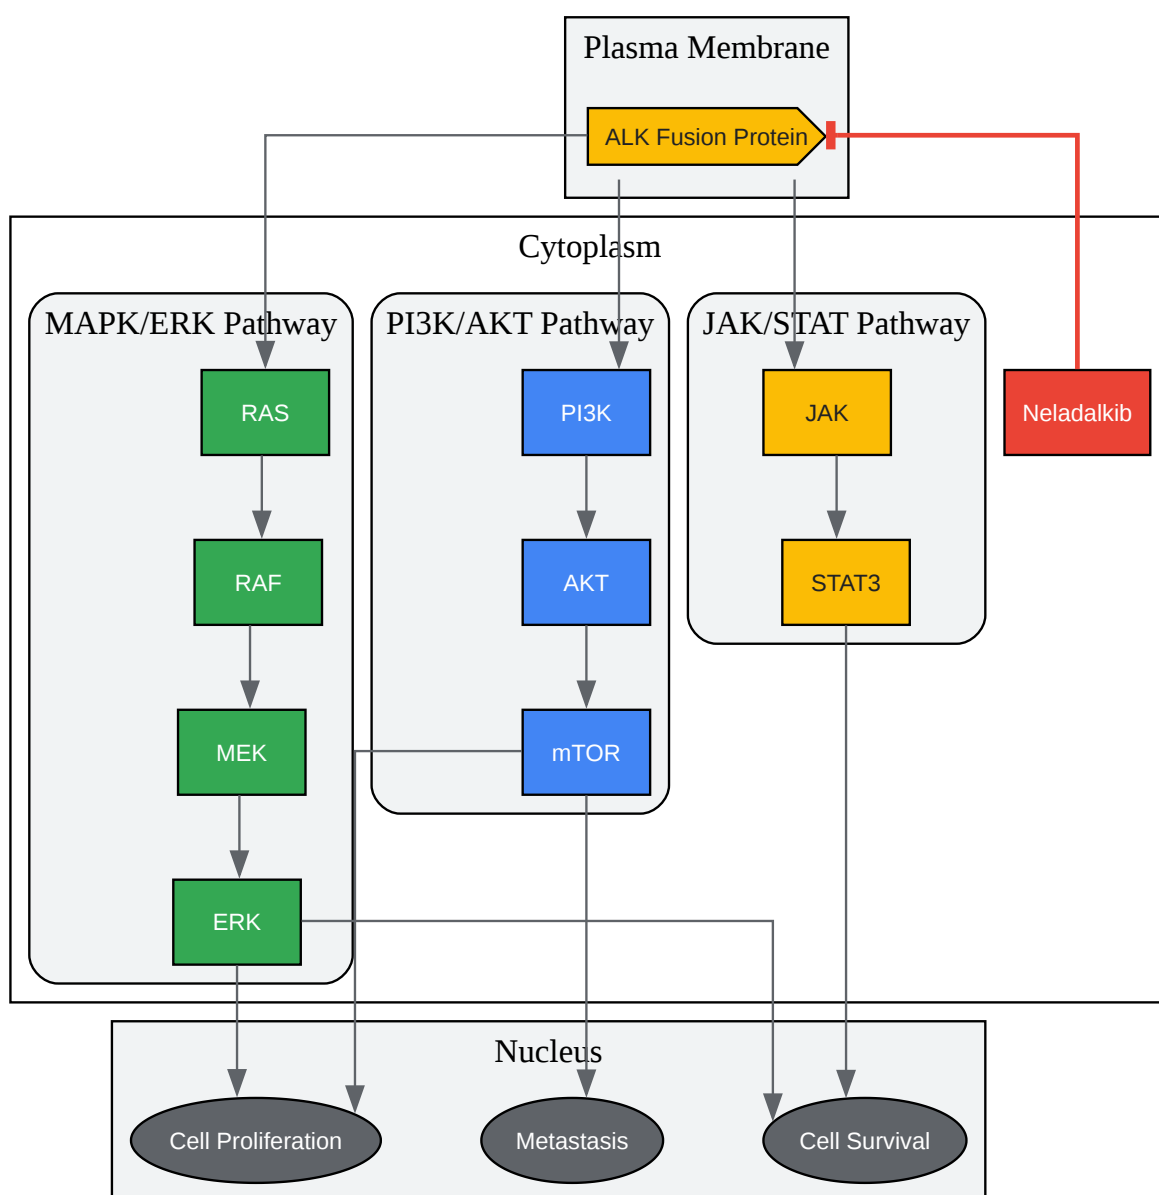 Plasma Membrane
ALK Fusion Protein
Cytoplasm
MAPK/ERK Pathway
PI3K/AKT Pathway
JAK/STAT Pathway
RAS
PI3K
JAK
Neladalkib
RAF
AKT
STAT3
MEK
mTOR
ERK
Nucleus
Cell Proliferation
Metastasis
Cell Survival